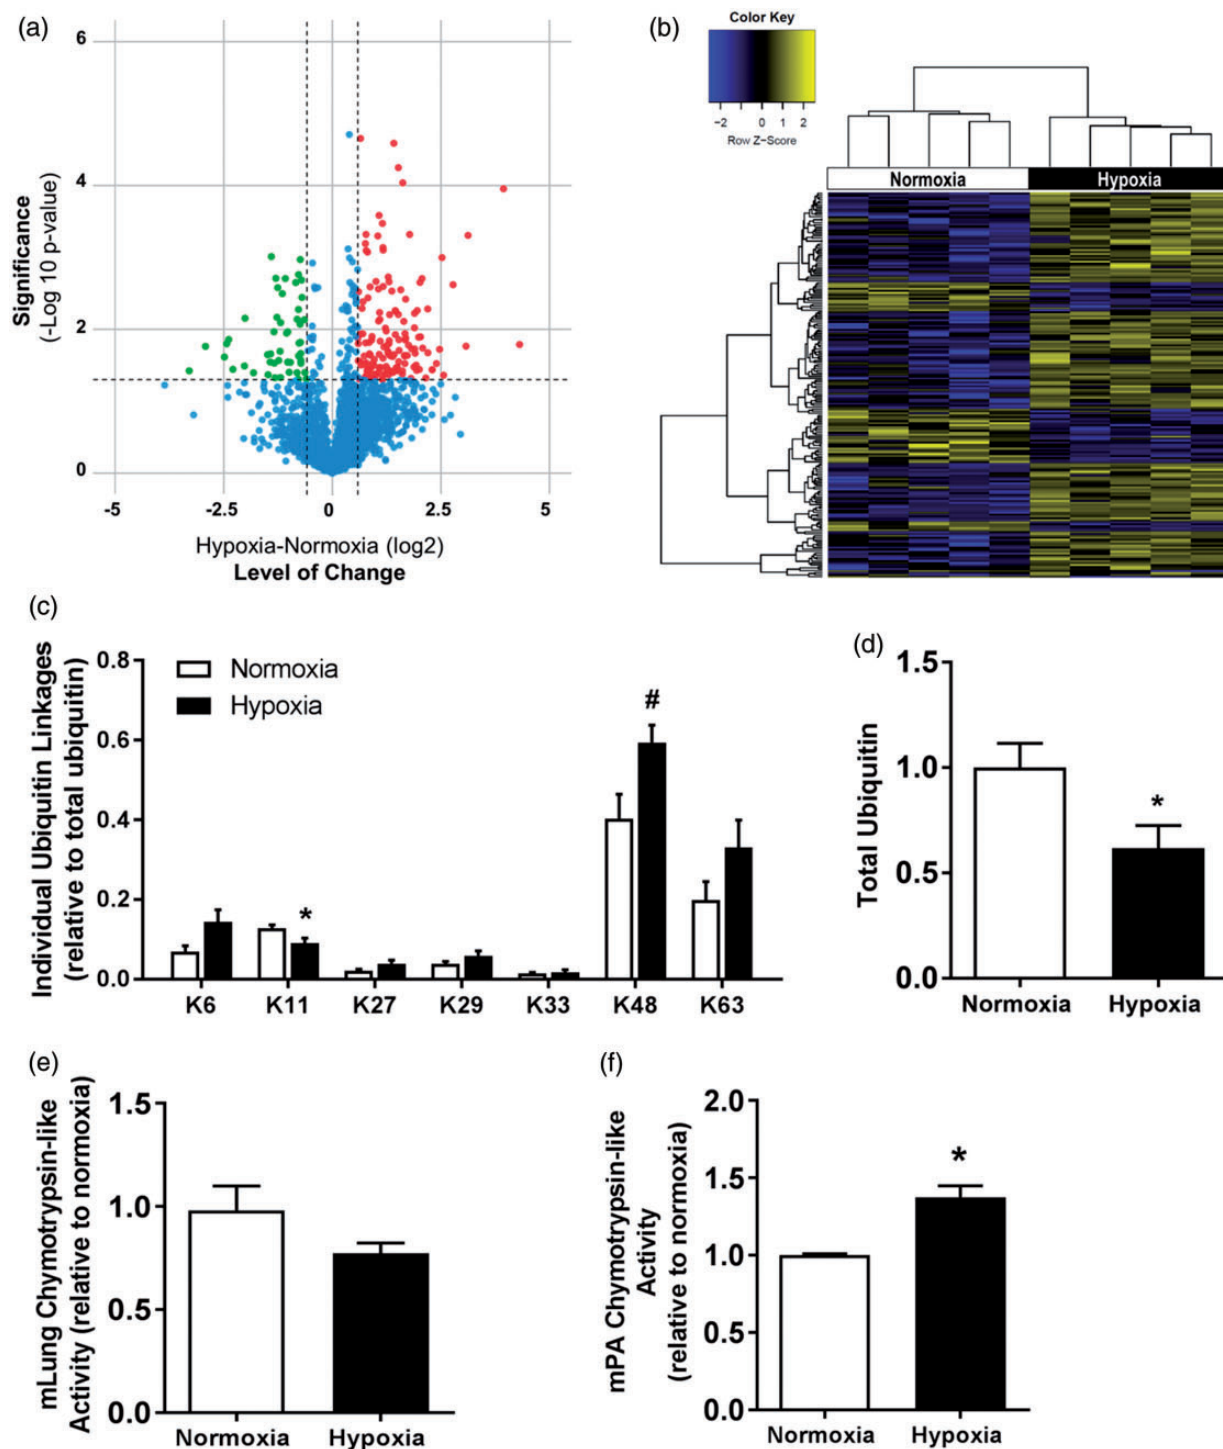 (a)
6
4
2
0
Significance
(-Log 10 p-value)
-5
-2.5
0
2.5
5
Hypoxia-Normoxia (log2)
Level of Change
(b)
Color Key
−2
0
1
2
Row Z-Score
Normoxia
Hypoxia
(c)
Individual Ubiquitin Linkages
(relative to total ubiquitin)
0.8
0.6
0.4
0.2
0.0
Normoxia
Hypoxia
*
#
K6
K11
K27
K29
K33
K48
K63
(d)
Total Ubiquitin
1.5
1.0
0.5
0.0
*
Normoxia
Hypoxia
(e)
mLung Chymotrypsin-like
Activity (relative to normoxia)
1.5
1.0
0.5
0.0
Normoxia
Hypoxia
(f)
mPA Chymotrypsin-like
Activity
(relative to normoxia)
2.0
1.5
1.0
0.5
0.0
*
Normoxia
Hypoxia